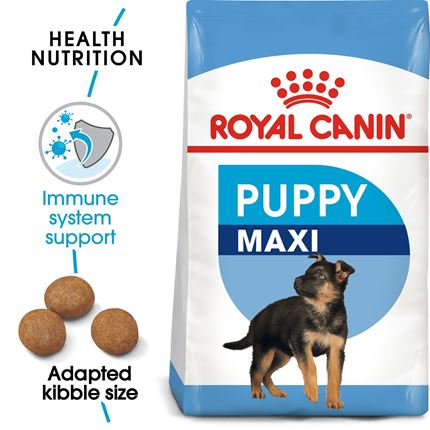 HEALTH
NUTRITION
Immune
system
support
Adapted
kibble size
ROYAL CANIN®
PUPPY
MAXI